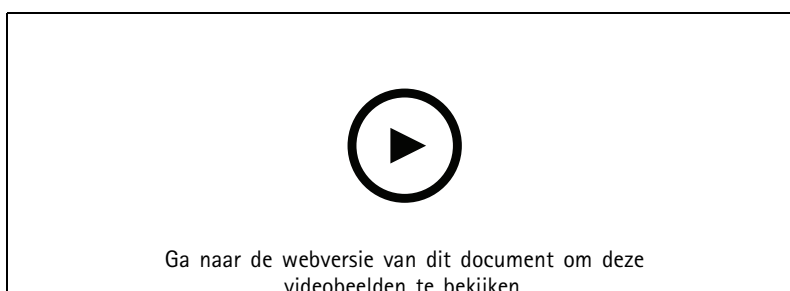 Ga naar de webversie van dit document om deze
videobeelden te bekijken.